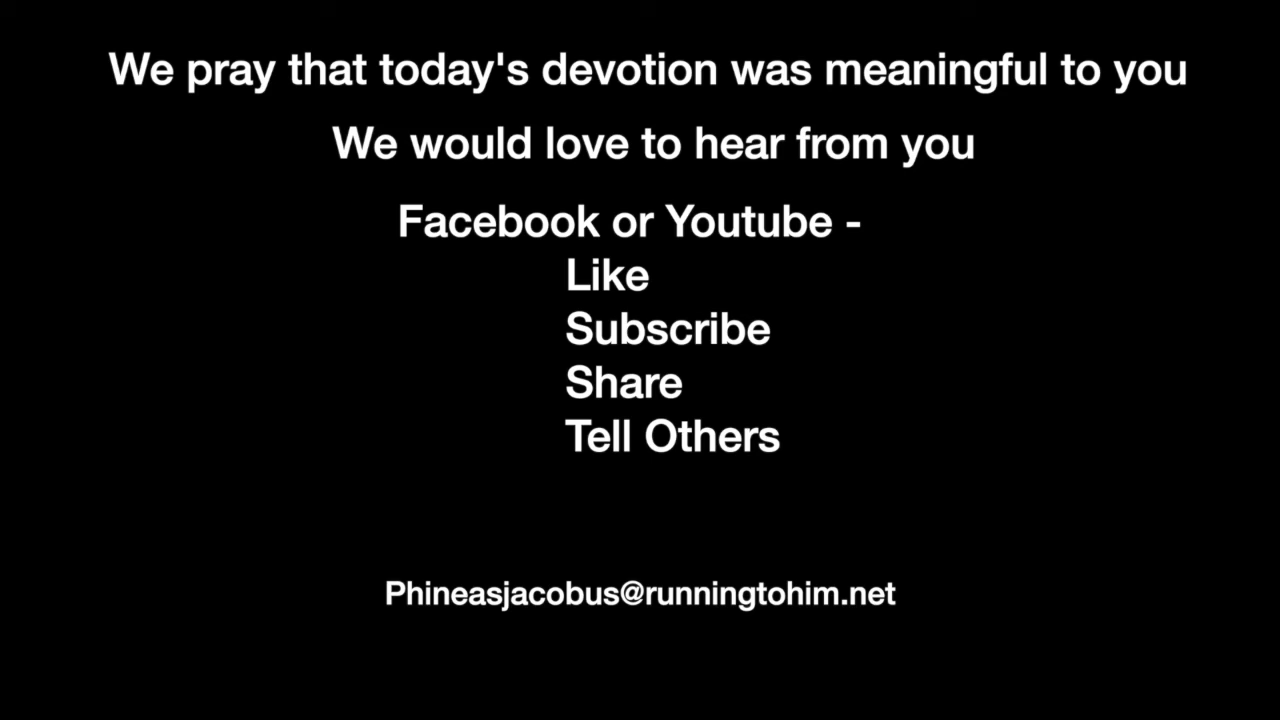 We pray that today's devotion was meaningful to you
We would love to hear from you
Facebook or Youtube -
Like
Subscribe
Share
Tell Others
Phineasjacobus@runningtohim.net